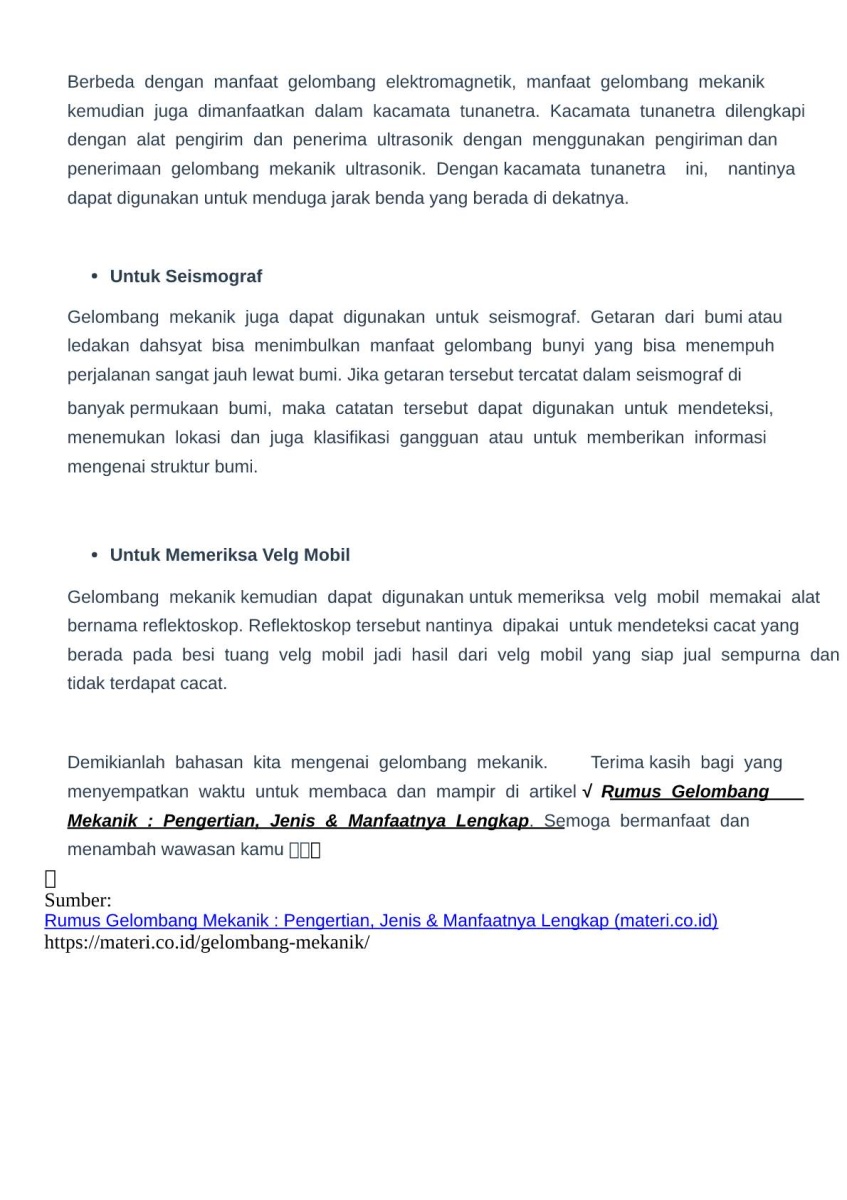 Berbeda dengan manfaat gelombang elektromagnetik, manfaat gelombang mekanik
kemudian juga dimanfaatkan dalam kacamata tunanetra. Kacamata tunanetra dilengkapi
dengan alat pengirim dan penerima ultrasonik dengan menggunakan pengiriman dan
penerimaan gelombang mekanik ultrasonik. Dengan kacamata tunanetra ini, nantinya
dapat digunakan untuk menduga jarak benda yang berada di dekatnya.
• Untuk Seismograf
Gelombang mekanik juga dapat digunakan untuk seismograf. Getaran dari bumi atau
ledakan dahsyat bisa menimbulkan manfaat gelombang bunyi yang bisa menempuh
perjalanan sangat jauh lewat bumi. Jika getaran tersebut tercatat dalam seismograf di
banyak permukaan bumi, maka catatan tersebut dapat digunakan untuk mendeteksi,
menemukan lokasi dan juga klasifikasi gangguan atau untuk memberikan informasi
mengenai struktur bumi.
• Untuk Memeriksa Velg Mobil
Gelombang mekanik kemudian dapat digunakan untuk memeriksa velg mobil memakai alat
bernama reflektoskop. Reflektoskop tersebut nantinya dipakai untuk mendeteksi cacat yang
berada pada besi tuang velg mobil jadi hasil dari velg mobil yang siap jual sempurna dan
tidak terdapat cacat.
Demikianlah bahasan kita mengenai gelombang mekanik. Terima kasih bagi yang
menyempatkan waktu untuk membaca dan mampir di artikel √ Rumus Gelombang
Mekanik : Pengertian, Jenis & Manfaatnya Lengkap. Semoga bermanfaat dan
menambah wawasan kamu
Sumber:
Rumus Gelombang Mekanik : Pengertian, Jenis & Manfaatnya Lengkap (materi.co.id)
https://materi.co.id/gelombang-mekanik/